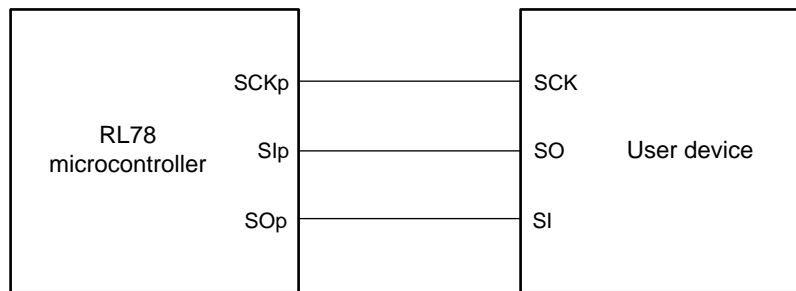 SCKp
SCK
RL78
microcontroller
SIp
SO
User device
SOp
SI